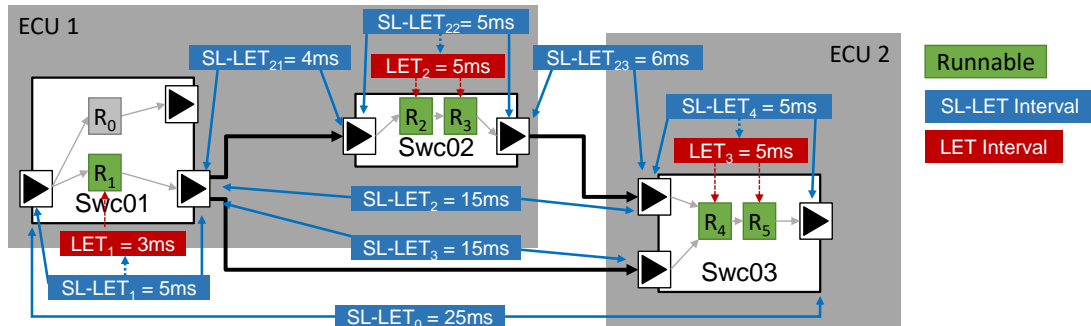 ECU 1
SL-LET22= 5ms
SL-LET21= 4ms
SL-LET23= 6ms
ECU 2
LET2 = 5ms
Runnable
SL-LET Interval
LET Interval
R0
R2
R3
SL-LET4 = 5ms
Swc02
LET3 = 5ms
R1
Swc01
SL-LET2 = 15ms
R4
R5
LET1 = 3ms
SL-LET3 = 15ms
Swc03
SL-LET1 = 5ms
SL-LET0 = 25ms